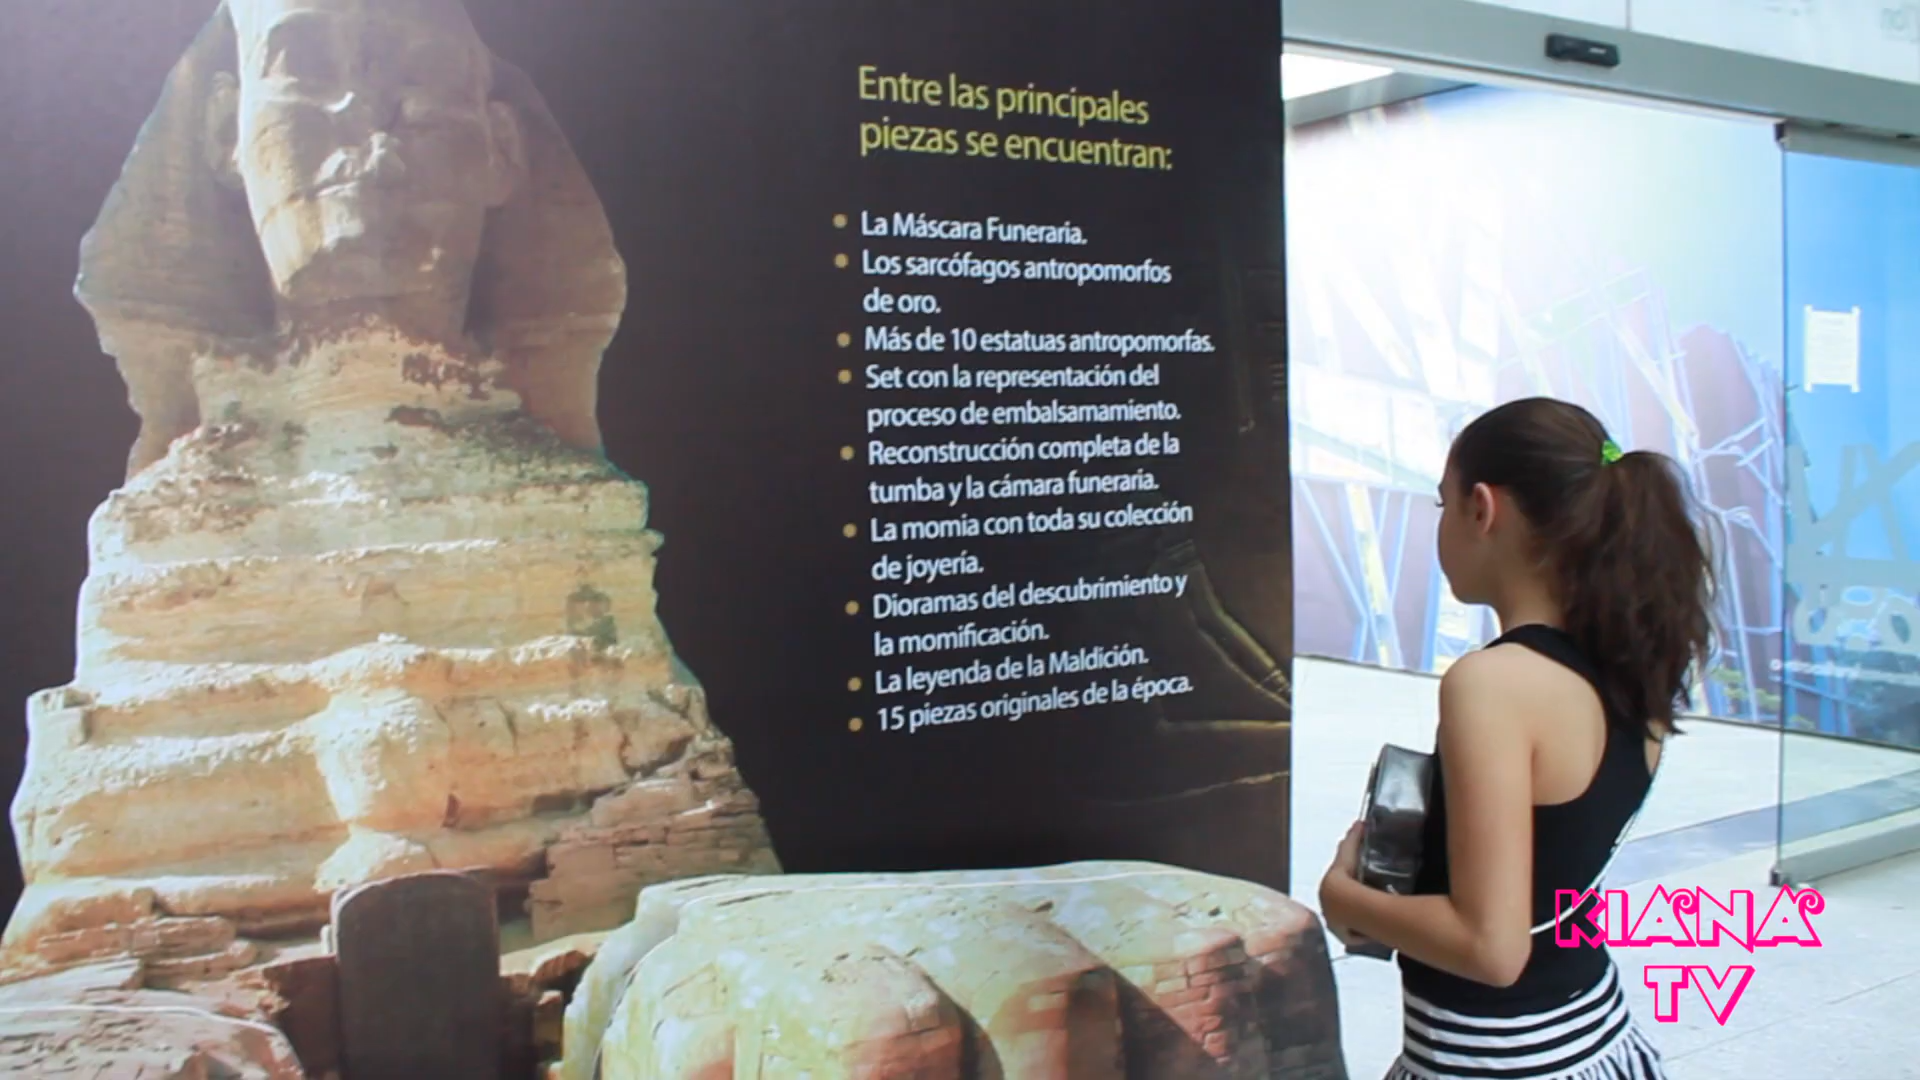 Entre las principales
piezas se encuentran:
• La Máscara Funeraria.
• Los sarcófagos antropomorfos
de oro.
• Más de 10 estatuas antropomorfas.
• Set con la representación del
proceso de embalsamamiento.
• Reconstrucción completa de la
tumba y la cámara funeraria.
• La momia con toda su colección
de joyería.
• Dioramas del descubrimiento y
la momificación.
• La leyenda de la Maldición.
• 15 piezas originales de la época.
KIANA
TV